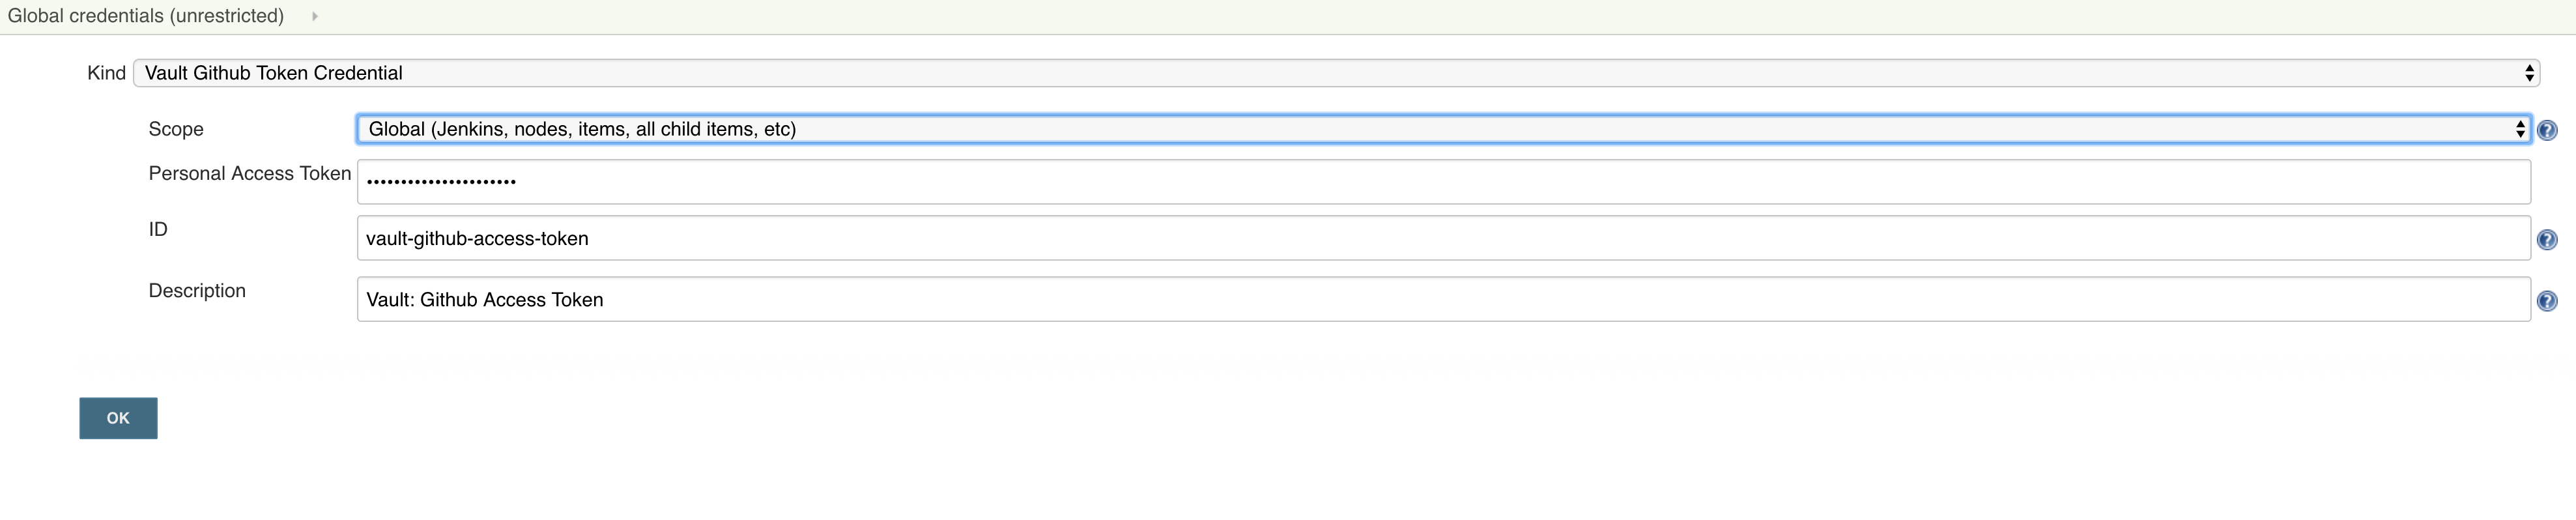 Global credentials (unrestricted)
Kind Vault Github Token Credential
Scope Global (Jenkins, nodes, items, all child items, etc)
Personal Access Token ••••••••••••••••••••••
ID vault-github-access-token
Description Vault: Github Access Token
OK